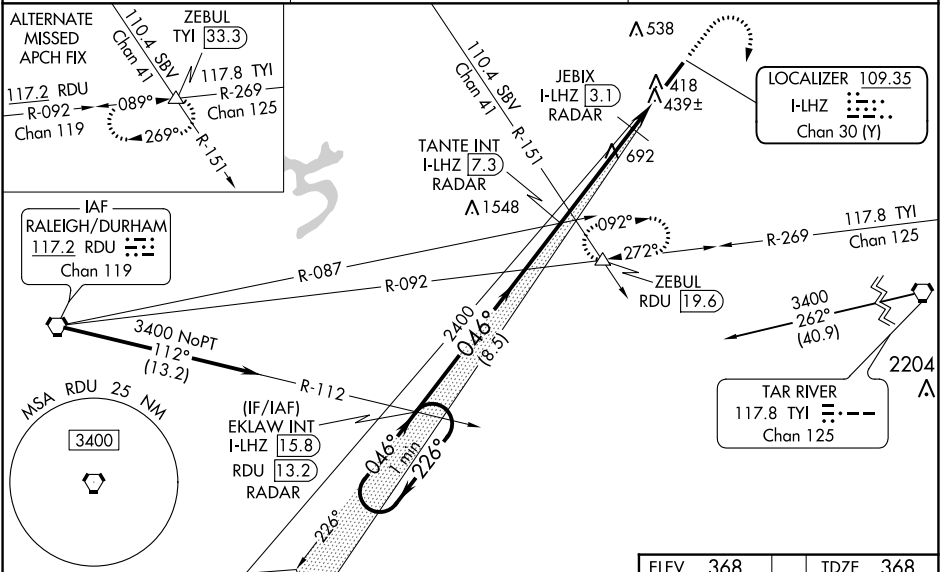 ALTERNATE
MISSED
APCH FIX
110.4 SBV
Chan 41
ZEBUL
TYI 33.3
117.2 RDU
R-092
Chan 119
089°
269°
117.8 TYI
R-269
Chan 125
R-151
110.4 SBV
Chan 41
R-151
538
JEBIX
I-LHZ 3.1
RADAR
418
439±
692
LOCALIZER 109.35
I-LHZ
Chan 30 (Y)
TANTE INT
I-LHZ 7.3
RADAR
1548
IAF
RALEIGH/DURHAM
117.2 RDU
Chan 119
092°
272°
117.8 TYI
Chan 125
R-269
R-087
R-092
ZEBUL
RDU 19.6
3400 NoPT
112°
(13.2)
R-112
2400
046°
(8.5)
3400
262°
(40.9)
2204
TAR RIVER
117.8 TYI
Chan 125
MSA RDU 25 NM
3400
(IF/IAF)
EKLAW INT
I-LHZ 15.8
RDU 13.2
RADAR
046°
1 min
226°
226°
ELEV 368
TDZE 368